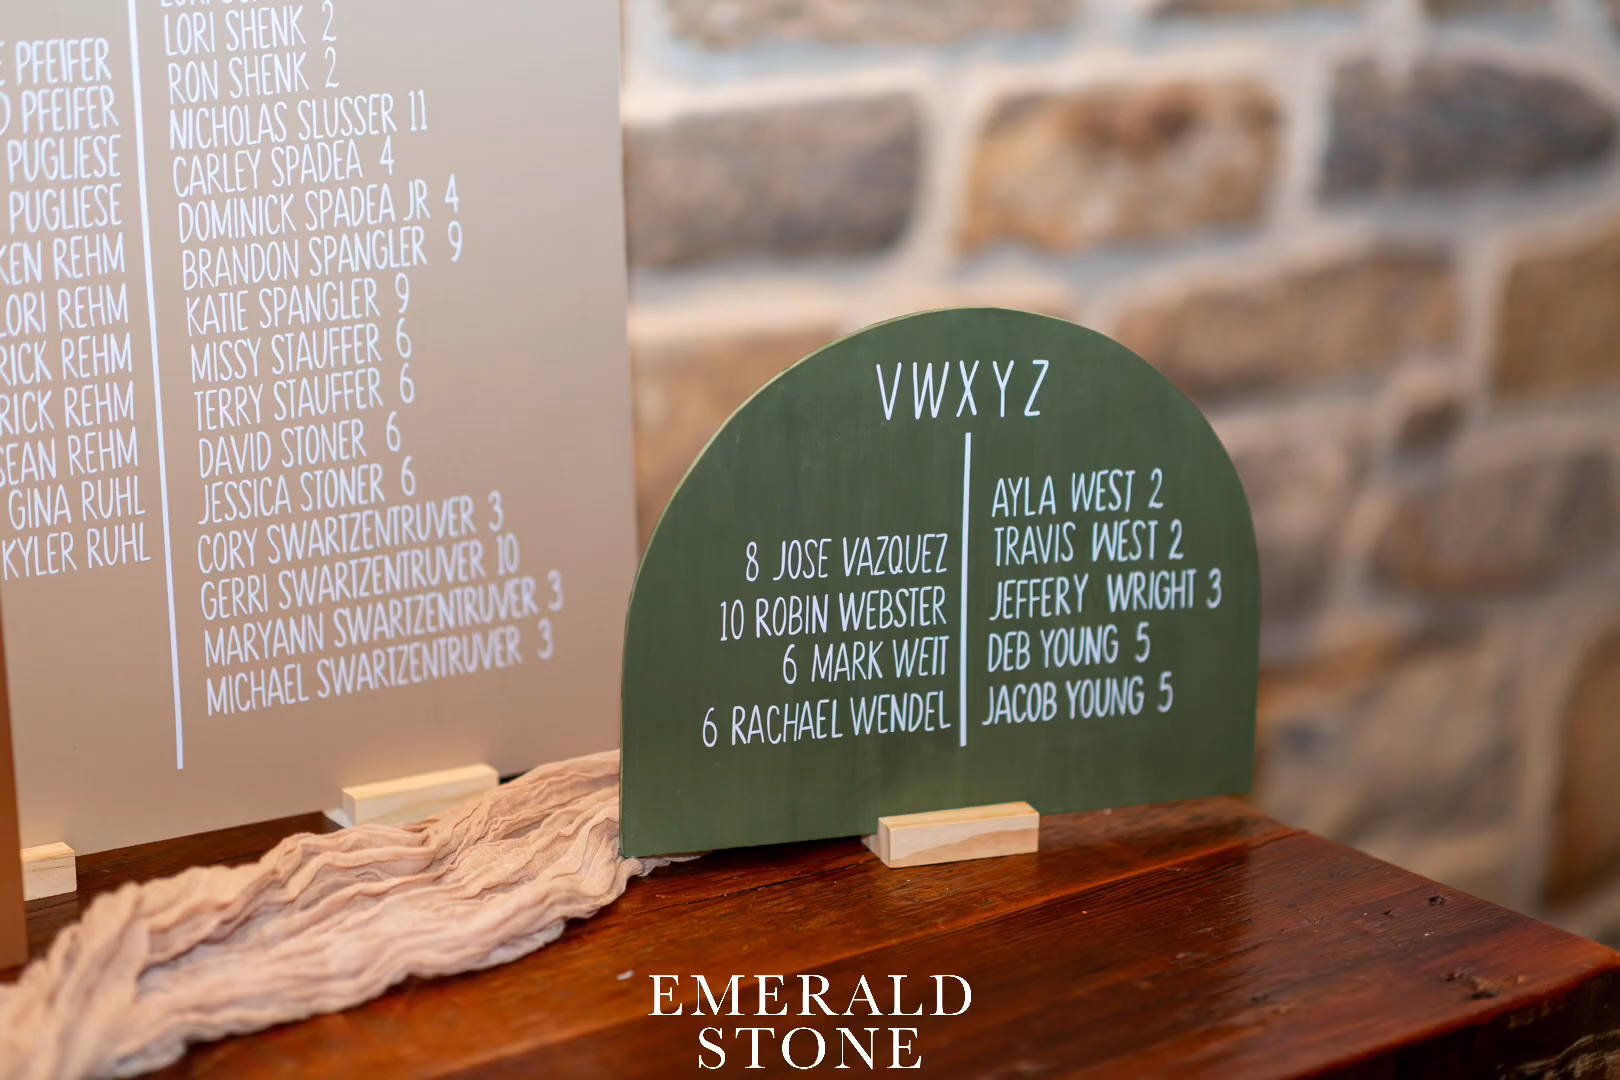 PFEIFER
PFEIFER
PUGLIESE
PUGLIESE
KEN REHM
LORI REHM
RICK REHM
RICK REHM
SEAN REHM
GINA RUHL
KYLER RUHL
LORI SHENK 2
RON SHENK 2
NICHOLAS SLUSSER 11
CARLEY SPADEA 4
DOMINICK SPADEA JR 4
BRANDON SPANGLER 9
KATIE SPANGLER 9
MISSY STAUFFER 6
TERRY STAUFFER 6
DAVID STONER 6
JESSICA STONER 6
CORY SWARTZENTRUVER 3
GERRI SWARTZENTRUVER 10
MARYANN SWARTZENTRUVER 3
MICHAEL SWARTZENTRUVER 3
V W X Y Z
8 JOSE VAZQUEZ
10 ROBIN WEBSTER
6 MARK WEIT
6 RACHAEL WENDEL
AYLA WEST 2
TRAVIS WEST 2
JEFFERY WRIGHT 3
DEB YOUNG 5
JACOB YOUNG 5
EMERALD
STONE